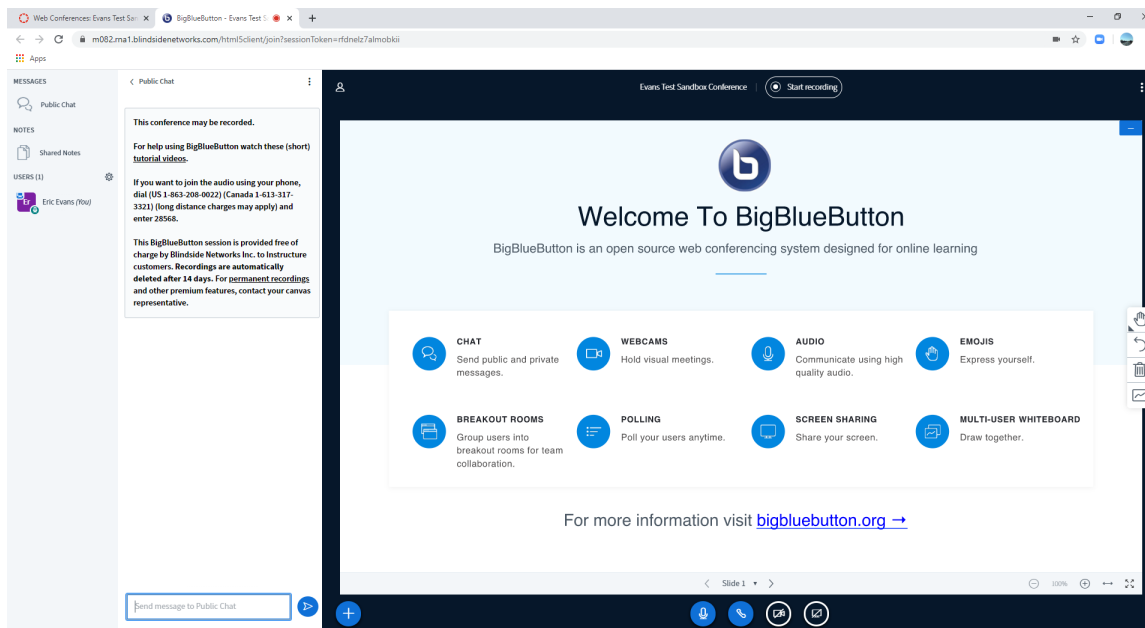 Web Conferences: Evans Test San
BigBlueButton - Evans Test S
m082.rna1.blindsidenetworks.com/html5client/join?sessionToken=rfdnelz7almobkii
Apps
MESSAGES
Public Chat
NOTES
Shared Notes
USERS (1)
Er
Eric Evans (You)
Public Chat
This conference may be recorded.
For help using BigBlueButton watch these (short)
tutorial videos.
If you want to join the audio using your phone,
dial (US 1-863-208-0022) (Canada 1-613-317-
3321) (long distance charges may apply) and
enter 28568.
This BigBlueButton session is provided free of
charge by Blindside Networks Inc. to Instructure
customers. Recordings are automatically
deleted after 14 days. For permanent recordings
and other premium features, contact your canvas
representative.
Send message to Public Chat
Evans Test Sandbox Conference
Start recording
b
Welcome To BigBlueButton
BigBlueButton is an open source web conferencing system designed for online learning
CHAT
Send public and private
messages.
WEBCAMS
Hold visual meetings.
AUDIO
Communicate using high
quality audio.
EMOJIS
Express yourself.
BREAKOUT ROOMS
Group users into
breakout rooms for team
collaboration.
POLLING
Poll your users anytime.
SCREEN SHARING
Share your screen.
MULTI-USER WHITEBOARD
Draw together.
For more information visit bigbluebutton.org →
Slide 1
100%